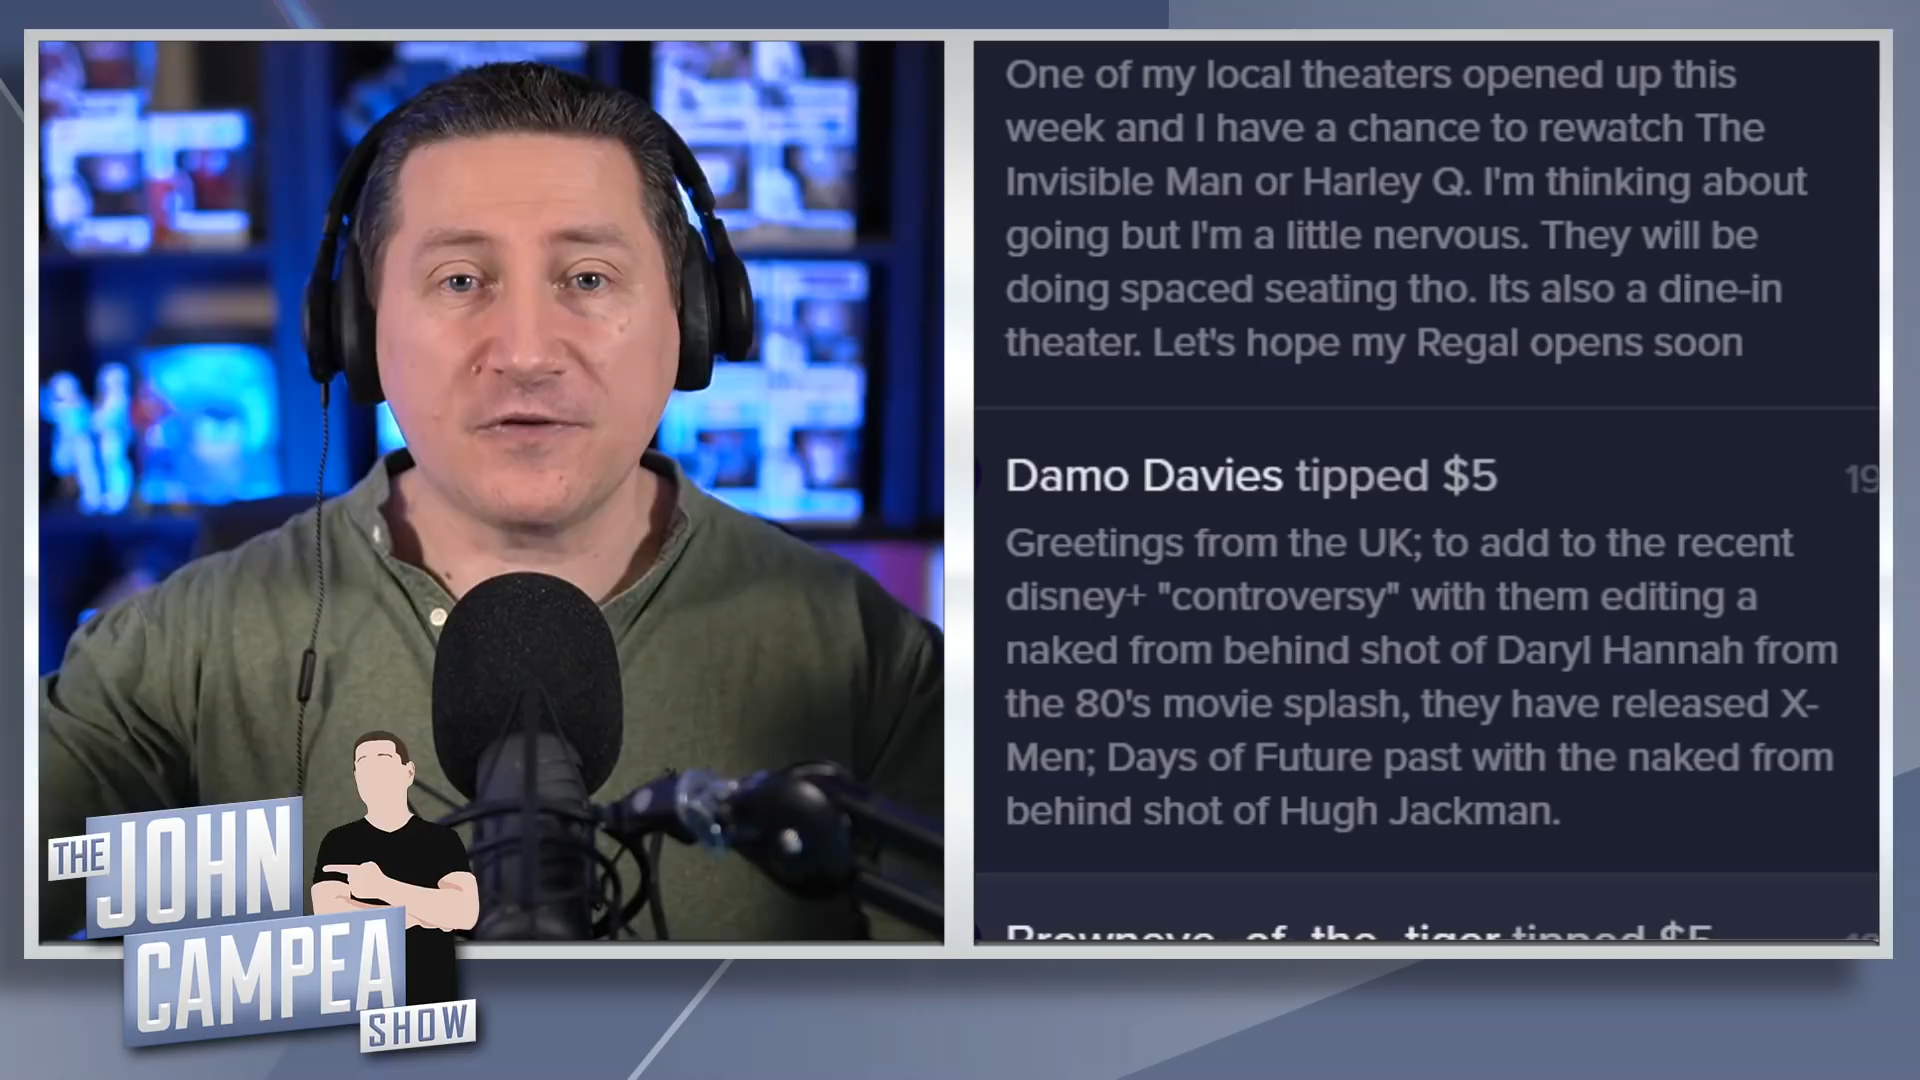 One of my local theaters opened up this
week and I have a chance to rewatch The
Invisible Man or Harley Q. I'm thinking about
going but I'm a little nervous. They will be
doing spaced seating tho. Its also a dine-in
theater. Let's hope my Regal opens soon
Damo Davies tipped $5
19
Greetings from the UK; to add to the recent
disney+ "controversy" with them editing a
naked from behind shot of Daryl Hannah from
the 80's movie splash, they have released X-
Men; Days of Future past with the naked from
behind shot of Hugh Jackman.
Browneye_of_the_tiger tipped $5
THE
JOHN
CAMPEA
SHOW